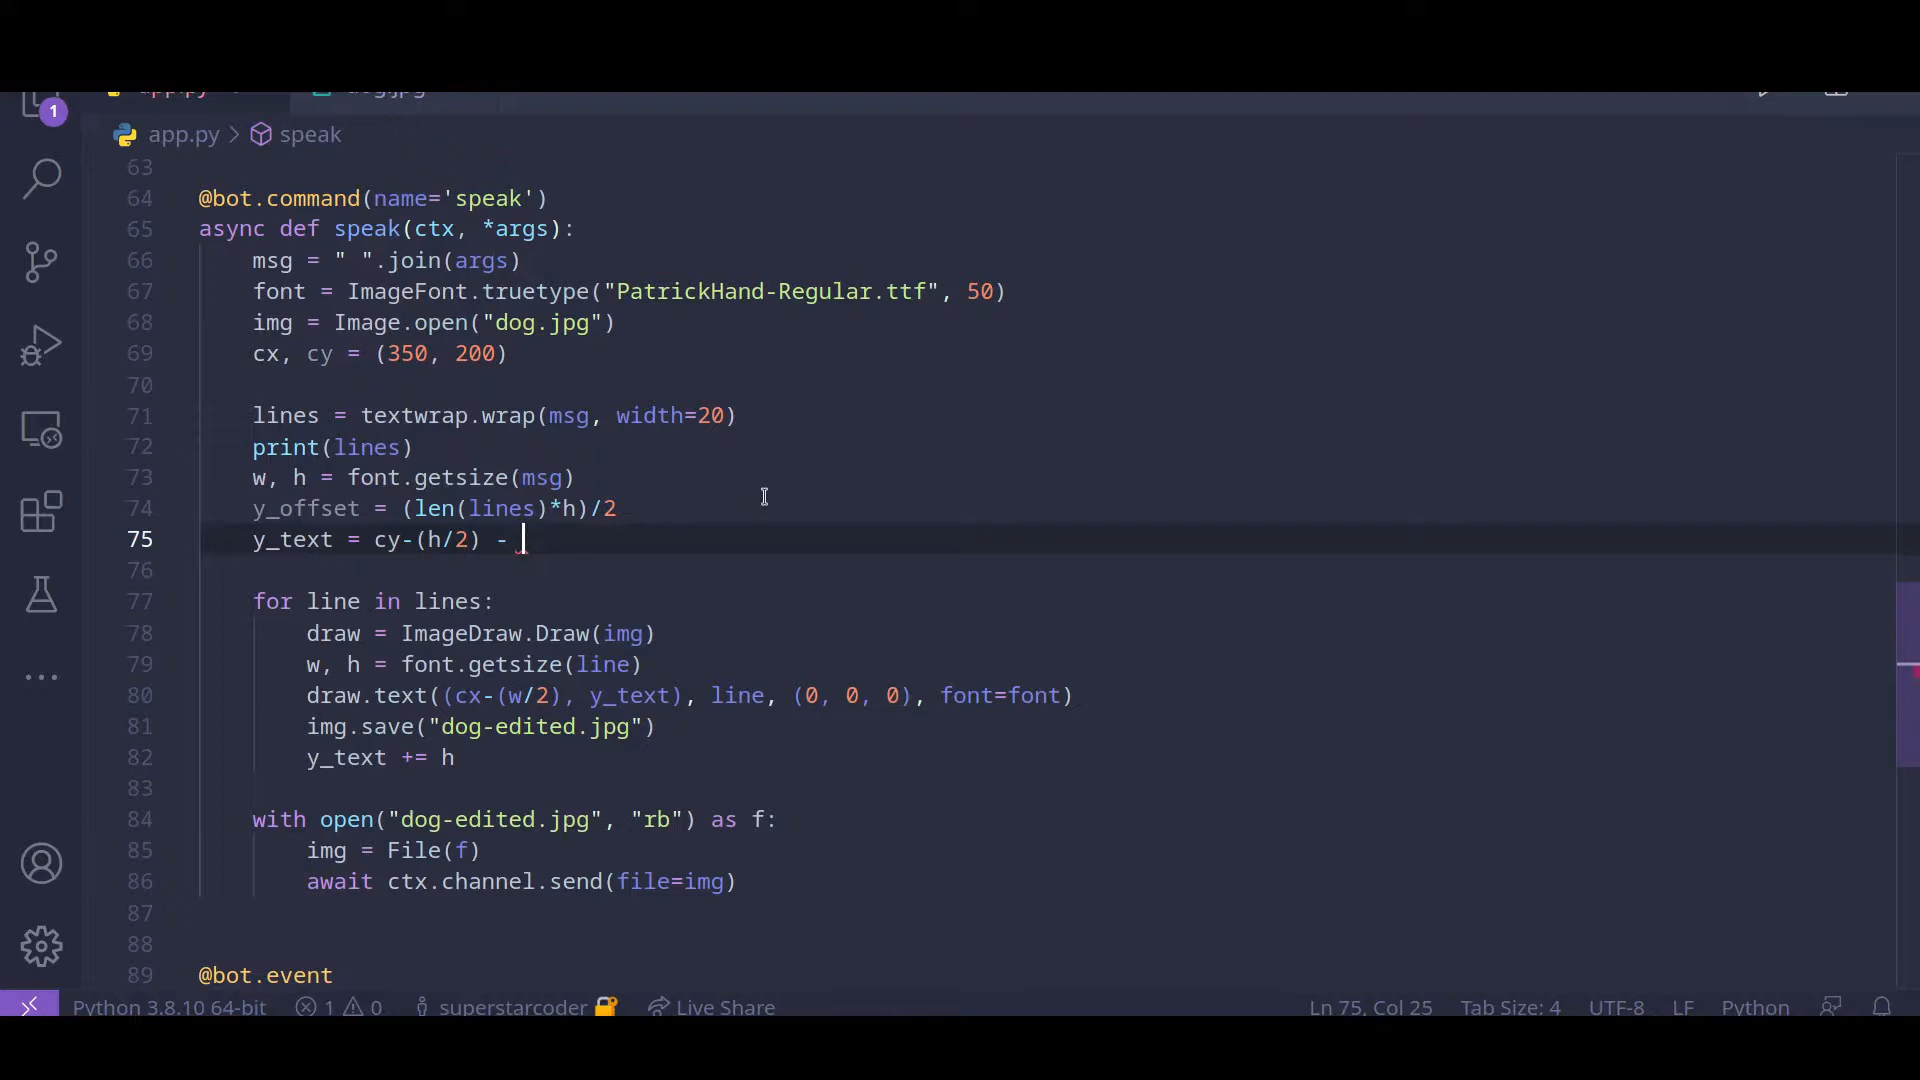 app.py dog.jpg
1
app.py > speak
63
64 @bot.command(name='speak')
65 async def speak(ctx, *args):
66     msg = " ".join(args)
67     font = ImageFont.truetype("PatrickHand-Regular.ttf", 50)
68     img = Image.open("dog.jpg")
69     cx, cy = (350, 200)
70
71     lines = textwrap.wrap(msg, width=20)
72     print(lines)
73     w, h = font.getsize(msg)
74     y_offset = (len(lines)*h)/2
75     y_text = cy-(h/2) -
76
77     for line in lines:
78         draw = ImageDraw.Draw(img)
79         w, h = font.getsize(line)
80         draw.text((cx-(w/2), y_text), line, (0, 0, 0), font=font)
81         img.save("dog-edited.jpg")
82         y_text += h
83
84     with open("dog-edited.jpg", "rb") as f:
85         img = File(f)
86         await ctx.channel.send(file=img)
87
88
89 @bot.event
Python 3.8.10 64-bit 1 0 superstarcoder Live Share Ln 75, Col 25 Tab Size: 4 UTF-8 LF Python